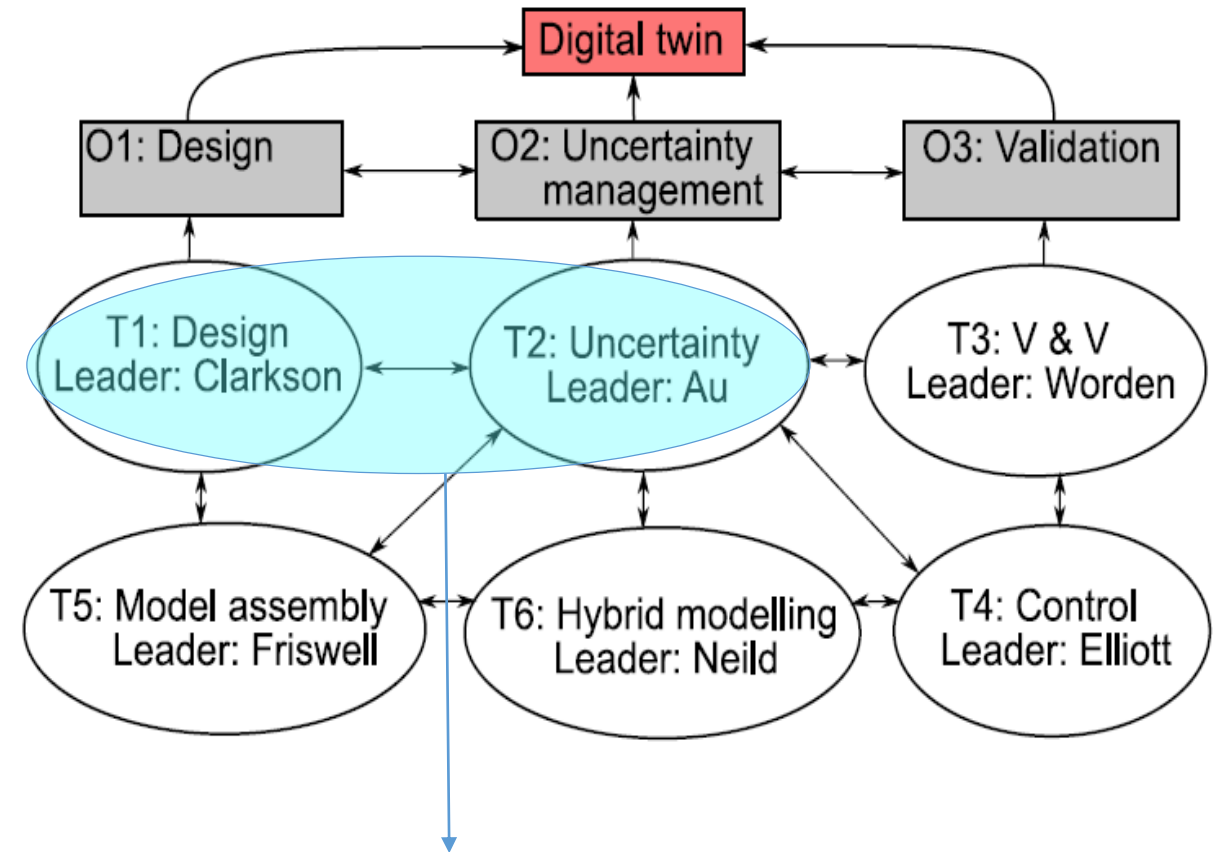 Digital twin
O1: Design
O2: Uncertainty
management
O3: Validation
T1: Design
Leader: Clarkson
T2: Uncertainty
Leader: Au
T3: V & V
Leader: Worden
T5: Model assembly
Leader: Friswell
T6: Hybrid modelling
Leader: Neild
T4: Control
Leader: Elliott